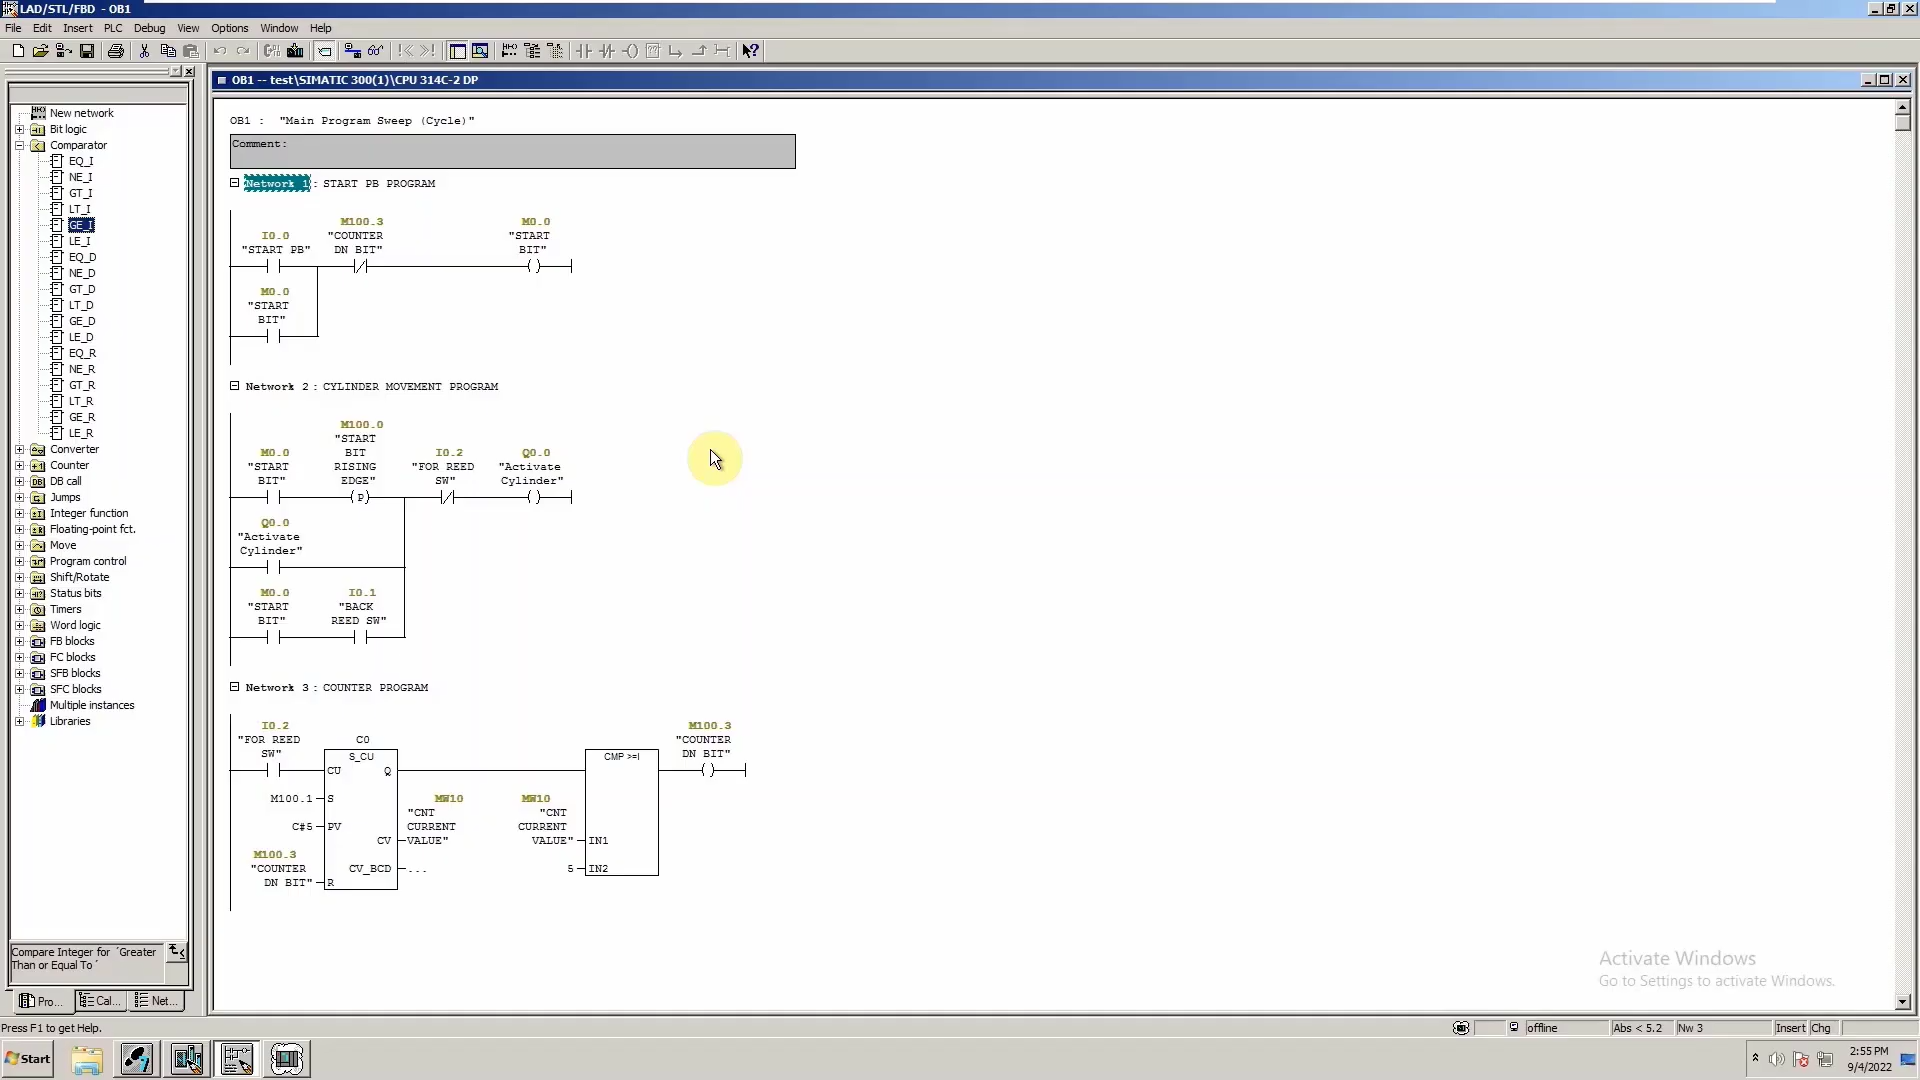 LAD/STL/FBD - OB1
File Edit Insert PLC Debug View Options Window Help
OB1 -- test\SIMATIC 300(1)\CPU 314C-2 DP
New network
Bit logic
Comparator
EQ_I
NE_I
GT_I
LT_I
GE_I
LE_I
EQ_D
NE_D
GT_D
LT_D
GE_D
LE_D
EQ_R
NE_R
GT_R
LT_R
GE_R
LE_R
Converter
Counter
DB call
Jumps
Integer function
Floating-point fct.
Move
Program control
Shift/Rotate
Status bits
Timers
Word logic
FB blocks
FC blocks
SFB blocks
SFC blocks
Multiple instances
Libraries
Compare Integer for ´Greater
Than or Equal To´
Pro... Cal... Net...
OB1 : "Main Program Sweep (Cycle)"
Comment:
Network 1: START PB PROGRAM
M100.3 M0.0
I0.0 "COUNTER "START
"START PB" DN BIT" BIT"
M0.0
"START
BIT"
Network 2: CYLINDER MOVEMENT PROGRAM
M100.0
"START
M0.0 BIT I0.2 Q0.0
"START RISING "FOR REED "Activate
BIT" EDGE" SW" Cylinder"
(P)
Q0.0
"Activate
Cylinder"
M0.0 I0.1
"START "BACK
BIT" REED SW"
Network 3: COUNTER PROGRAM
I0.2 M100.3
"FOR REED C0 "COUNTER
SW" S_CU CMP >=I DN BIT"
CU Q
M100.1 S MW10 MW10
"CNT "CNT
C#5 PV CURRENT CURRENT
CV VALUE" VALUE" IN1
M100.3
"COUNTER CV_BCD ... 5 IN2
DN BIT" R
Activate Windows
Go to Settings to activate Windows.
Press F1 to get Help. offline Abs < 5.2 Nw 3 Insert Chg
Start 2:55 PM
9/4/2022